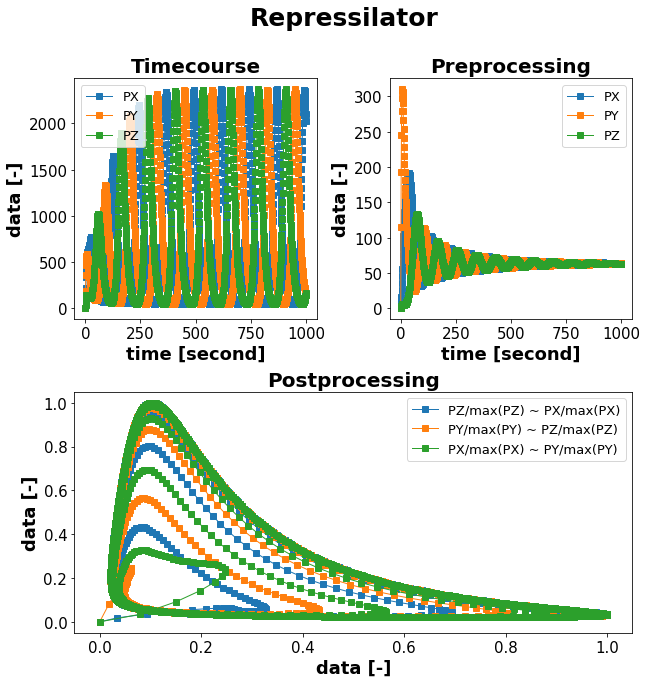 Repressilator
Timecourse
data [-]
2000
1500
1000
500
0
PX
PY
PZ
0 250 500 750 1000
time [second]
Preprocessing
data [-]
300
250
200
150
100
50
0
PX
PY
PZ
0 250 500 750 1000
time [second]
Postprocessing
data [-]
1.0
0.8
0.6
0.4
0.2
0.0
PZ/max(PZ) ~ PX/max(PX)
PY/max(PY) ~ PZ/max(PZ)
PX/max(PX) ~ PY/max(PY)
0.0 0.2 0.4 0.6 0.8 1.0
data [-]